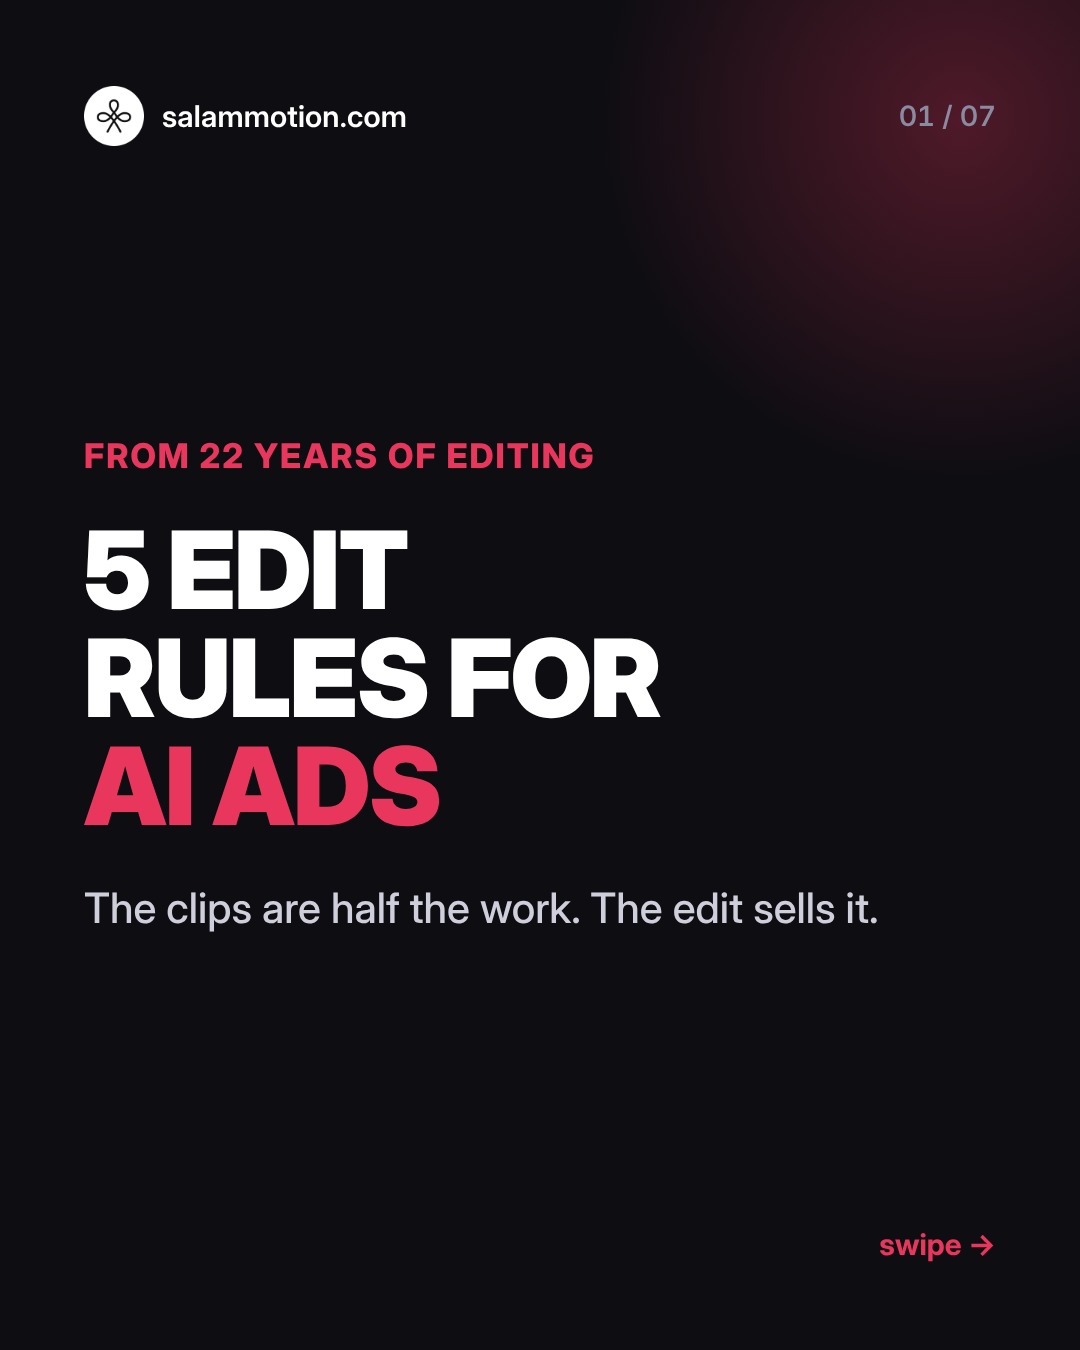 salammotion.com
01 / 07
FROM 22 YEARS OF EDITING
5 EDIT
RULES FOR
AI ADS
The clips are half the work. The edit sells it.
swipe →